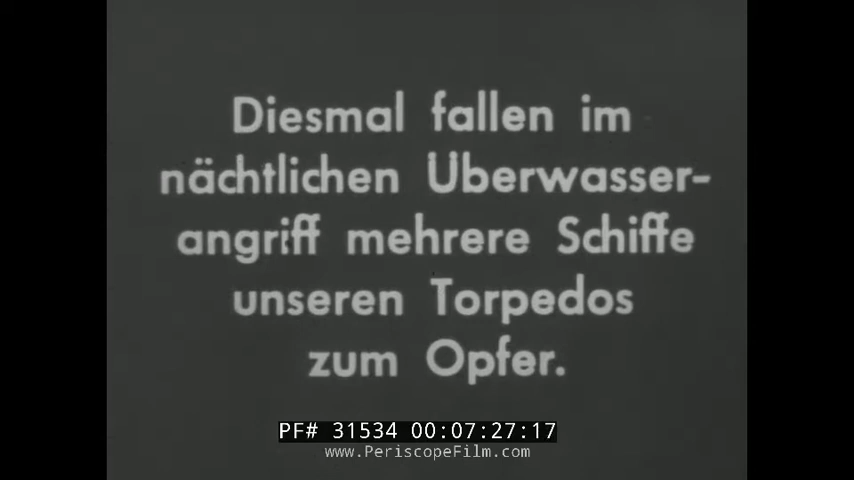 Diesmal fallen im
nächtlichen Überwasser-
angriff mehrere Schiffe
unseren Torpedos
zum Opfer.
PF# 31534 00:07:27:17
www.PeriscopeFilm.com